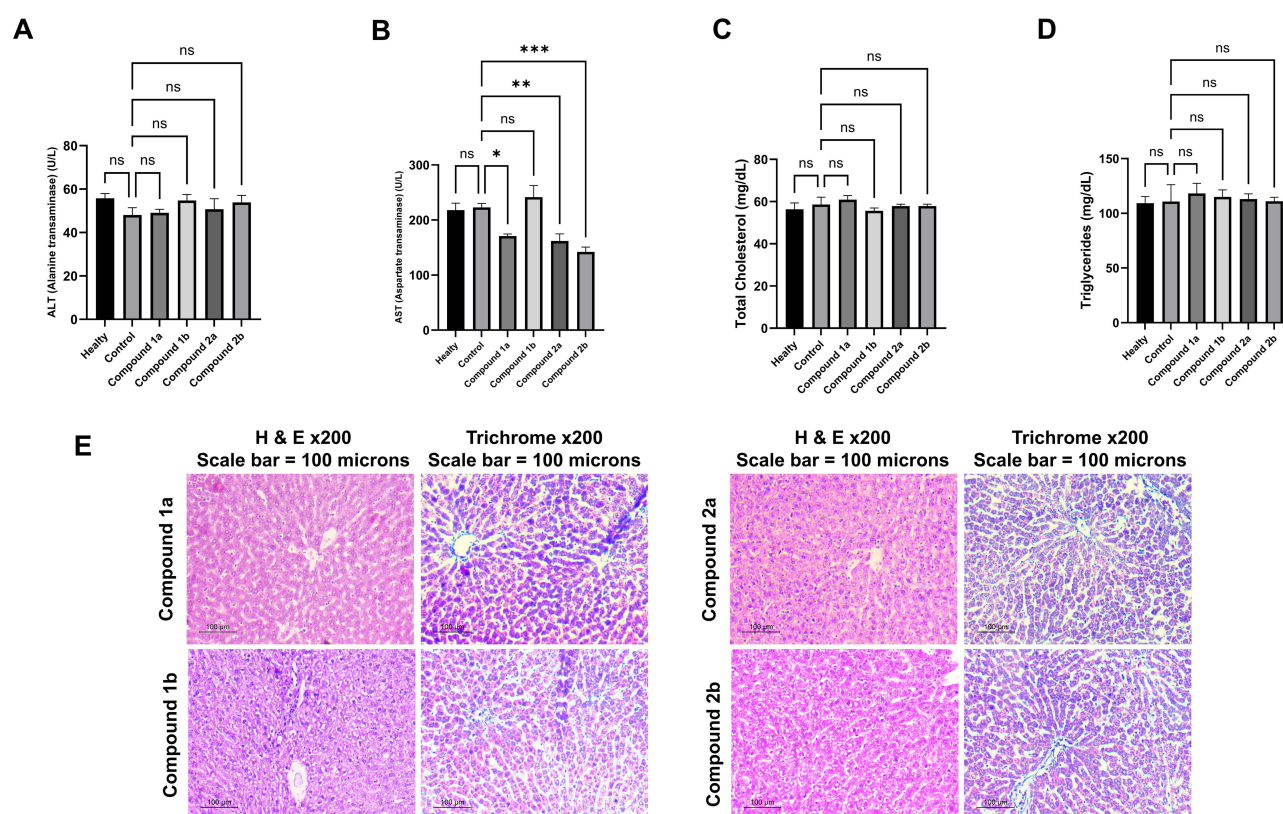 A
ns
ns
ns
ns
ns
ALT (Alanine transaminase) (U/L)
80
60
40
20
0
Healty
Control
Compound 1a
Compound 1b
Compound 2a
Compound 2b
B
***
**
ns
ns
*
AST (Aspartate transaminase) (U/L)
300
200
100
0
Healty
Control
Compound 1a
Compound 1b
Compound 2a
Compound 2b
C
ns
ns
ns
ns
ns
Total Cholesterol (mg/dL)
80
60
40
20
0
Healty
Control
Compound 1a
Compound 1b
Compound 2a
Compound 2b
D
ns
ns
ns
ns
ns
Triglycerides (mg/dL)
150
100
50
0
Healty
Control
Compound 1a
Compound 1b
Compound 2a
Compound 2b
E
H & E x200
Scale bar = 100 microns
Trichrome x200
Scale bar = 100 microns
H & E x200
Scale bar = 100 microns
Trichrome x200
Scale bar = 100 microns
Compound 1a
100 µm
100 µm
Compound 2a
100 µm
100 µm
Compound 1b
100 µm
100 µm
Compound 2b
100 µm
100 µm